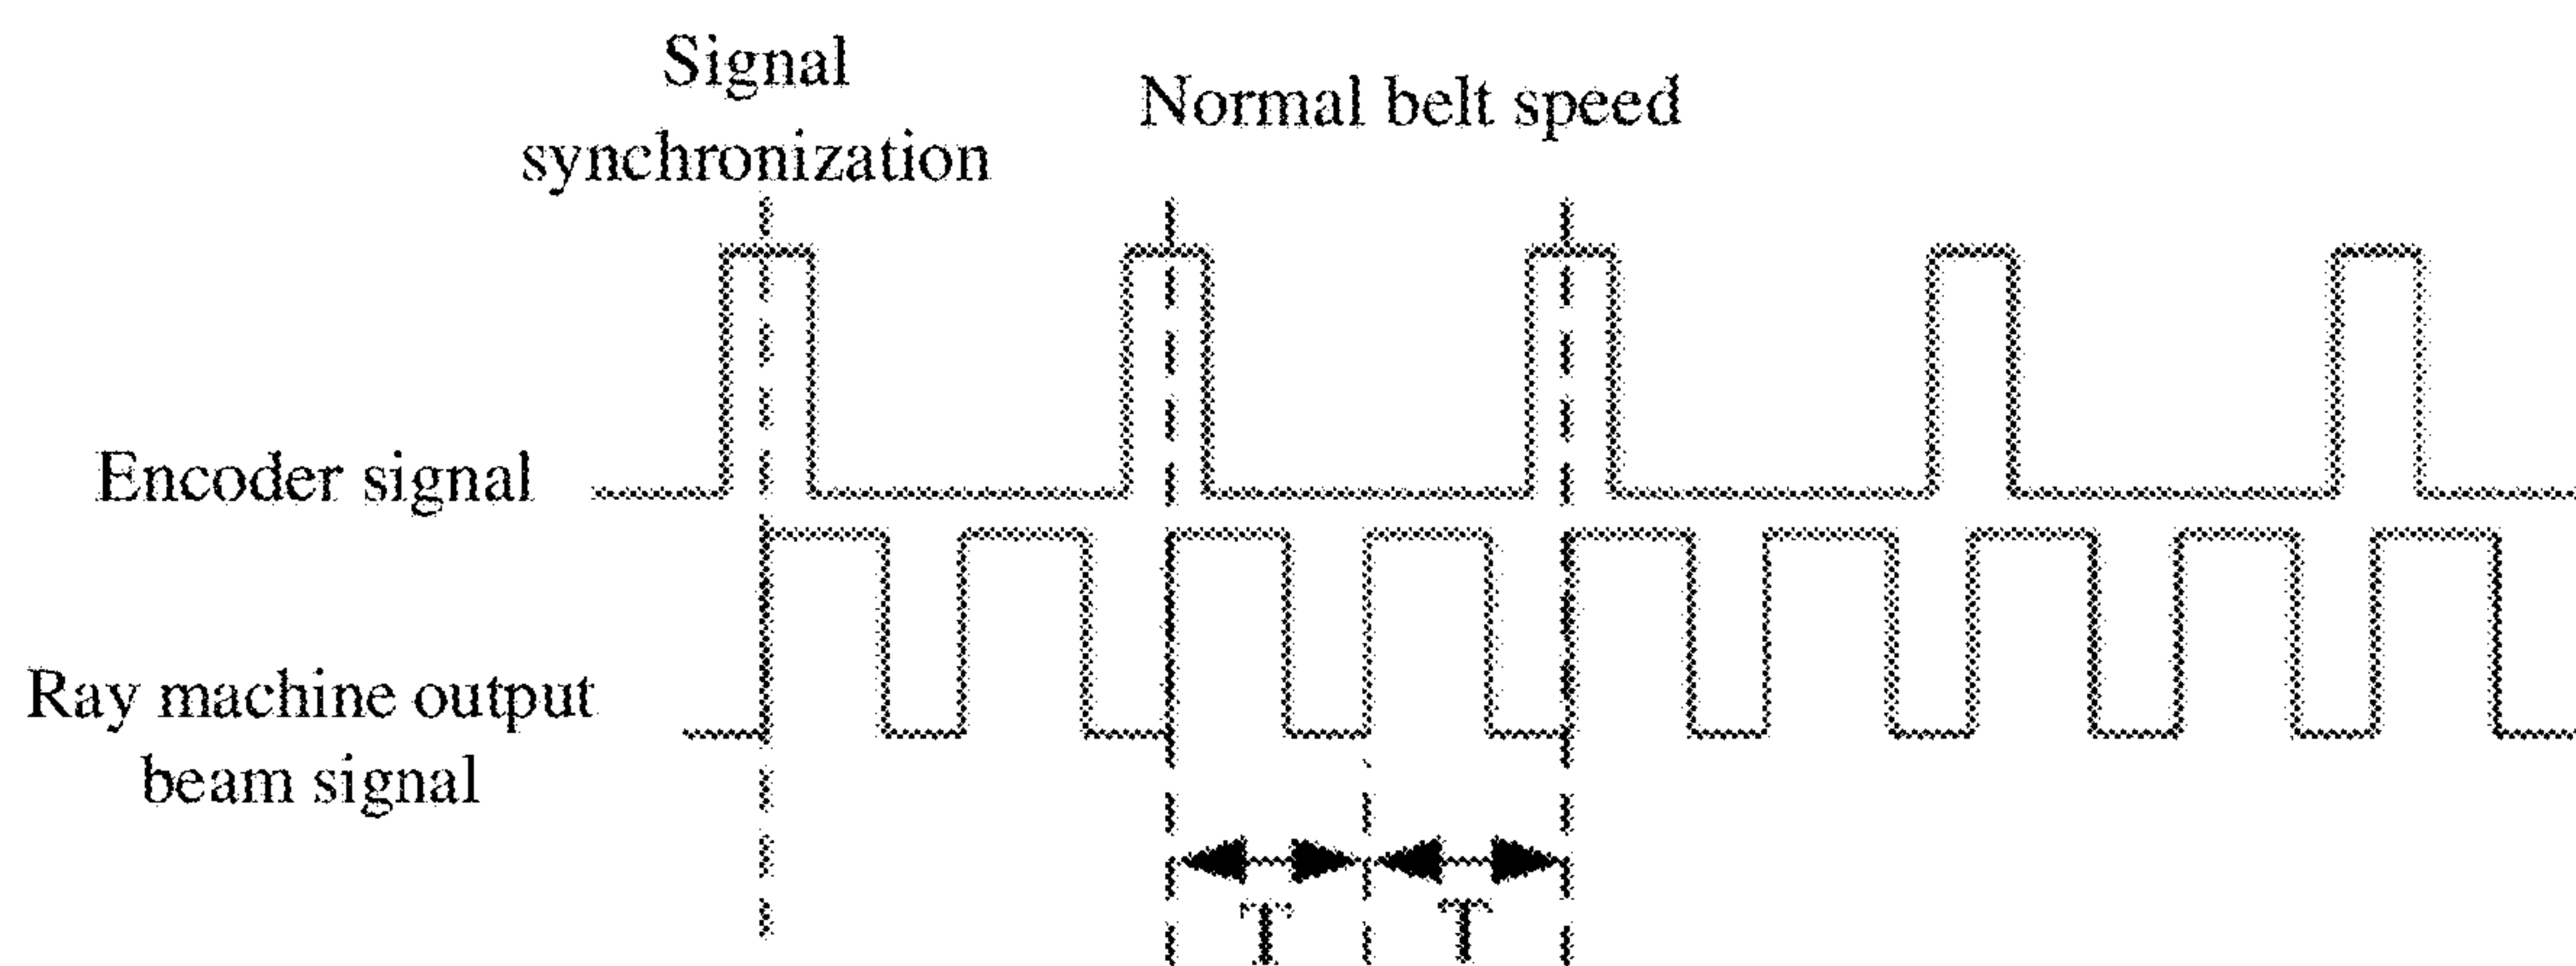 Signal
synchronization
Normal belt speed
Encoder signal
Ray machine output
beam signal
T
T